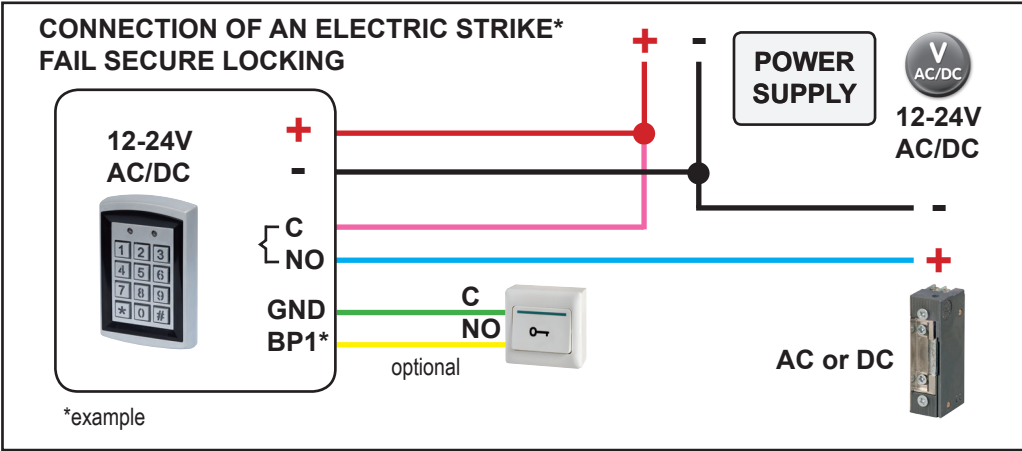 CONNECTION OF AN ELECTRIC STRIKE*
FAIL SECURE LOCKING
+ -
POWER
SUPPLY
V
AC/DC
12-24V
AC/DC
12-24V
AC/DC
+
-
C
NO
GND
BP1*
1 2 3
4 5 6
7 8 9
* 0 #
C
NO
optional
-
+
AC or DC
*example